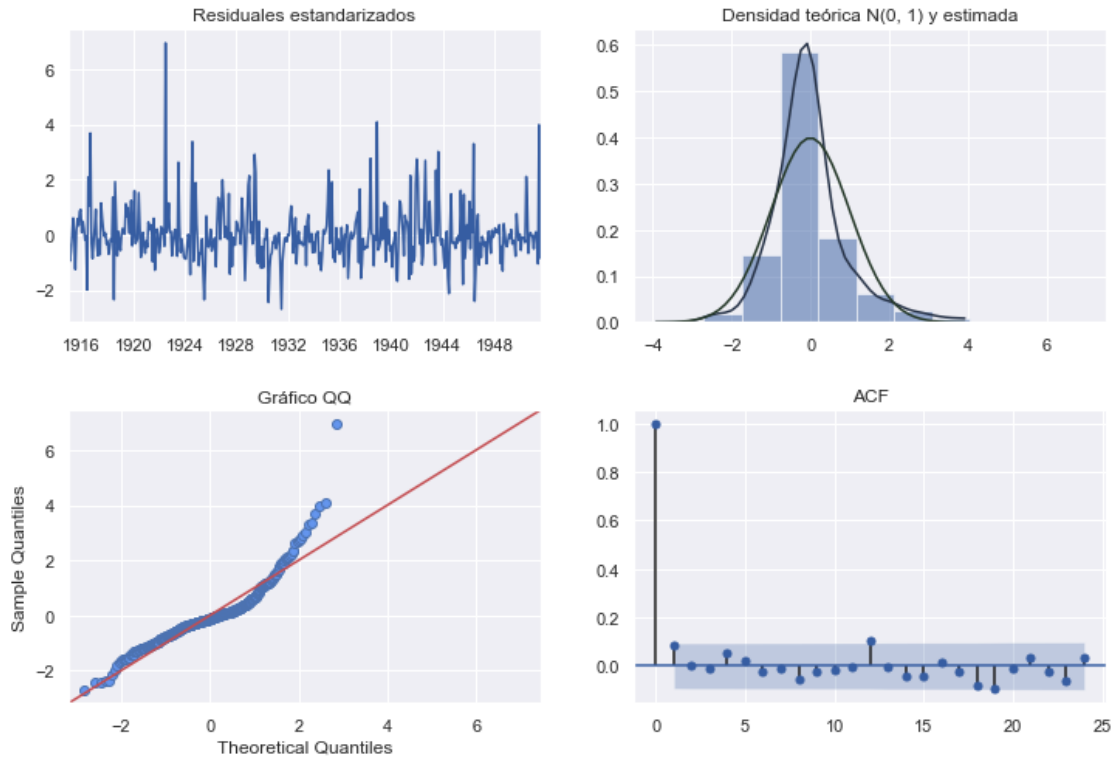 Residuales estandarizados
6
4
2
0
−2
1916 1920 1924 1928 1932 1936 1940 1944 1948
Densidad teórica N(0, 1) y estimada
0.6
0.5
0.4
0.3
0.2
0.1
0.0
−4 −2 0 2 4 6
Gráfico QQ
Sample Quantiles
6
4
2
0
−2
−2 0 2 4 6
Theoretical Quantiles
ACF
1.0
0.8
0.6
0.4
0.2
0.0
0 5 10 15 20 25